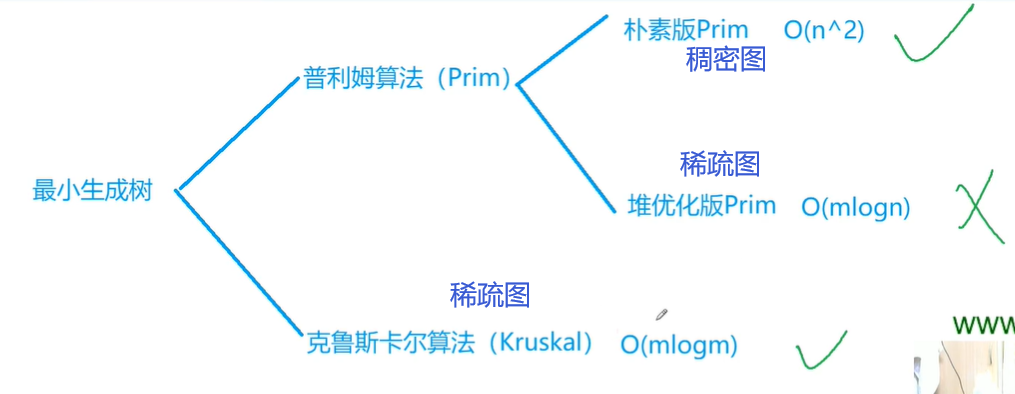 朴素版Prim O(n^2)
稠密图
普利姆算法（Prim）
稀疏图
堆优化版Prim O(mlogn)
最小生成树
稀疏图
克鲁斯卡尔算法（Kruskal） O(mlogm)
www